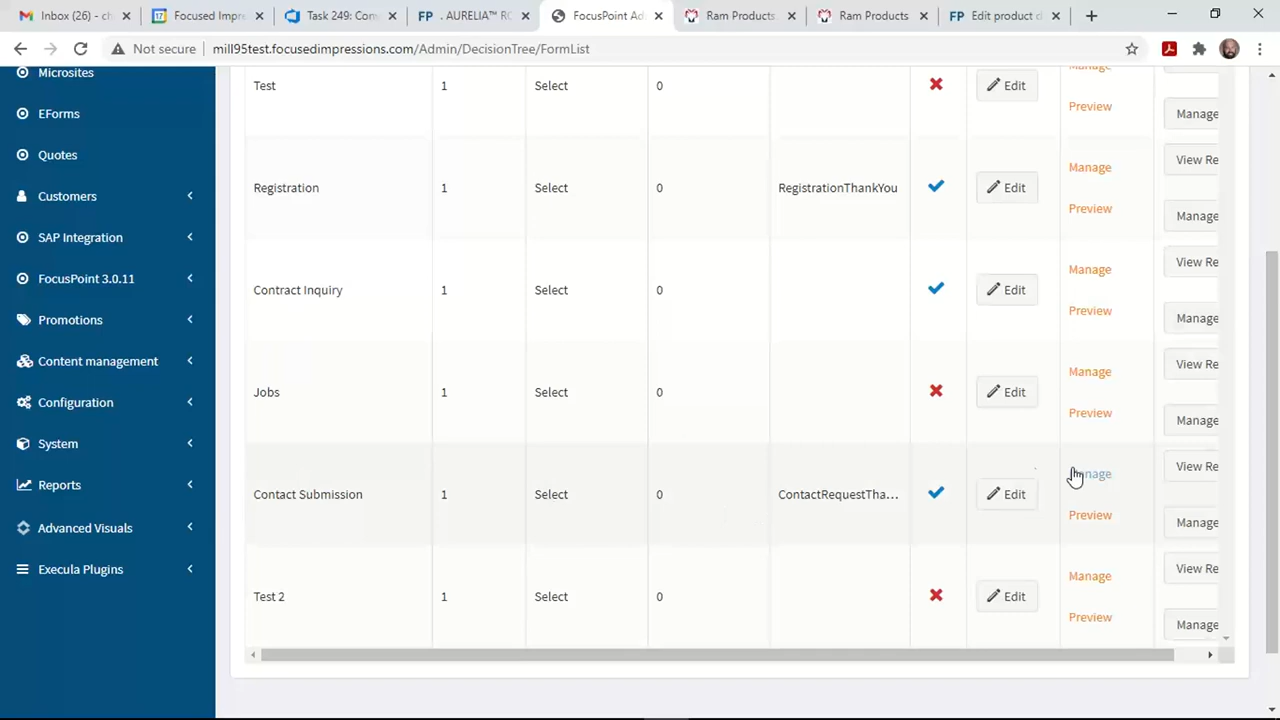 Inbox (26) - ch
Focused Impre
Task 249: Com
FP . AURELIA™ Ro
FocusPoint Ad
Ram Products
Ram Products
FP Edit product d
Not secure
mill95test.focusedimpressions.com/Admin/DecisionTree/FormList
Microsites
EForms
Quotes
Customers
SAP Integration
FocusPoint 3.0.11
Promotions
Content management
Configuration
System
Reports
Advanced Visuals
Execula Plugins
Manage
Test 1 Select 0 Edit
Preview
Manage
Manage
View Re
Registration 1 Select 0 RegistrationThankYou Edit
Preview
Manage
Manage
View Re
Contract Inquiry 1 Select 0 Edit
Preview
Manage
Manage
View Re
Jobs 1 Select 0 Edit
Preview
Manage
Manage
View Re
Contact Submission 1 Select 0 ContactRequestTha... Edit
Preview
Manage
Manage
View Re
Test 2 1 Select 0 Edit
Preview
Manage